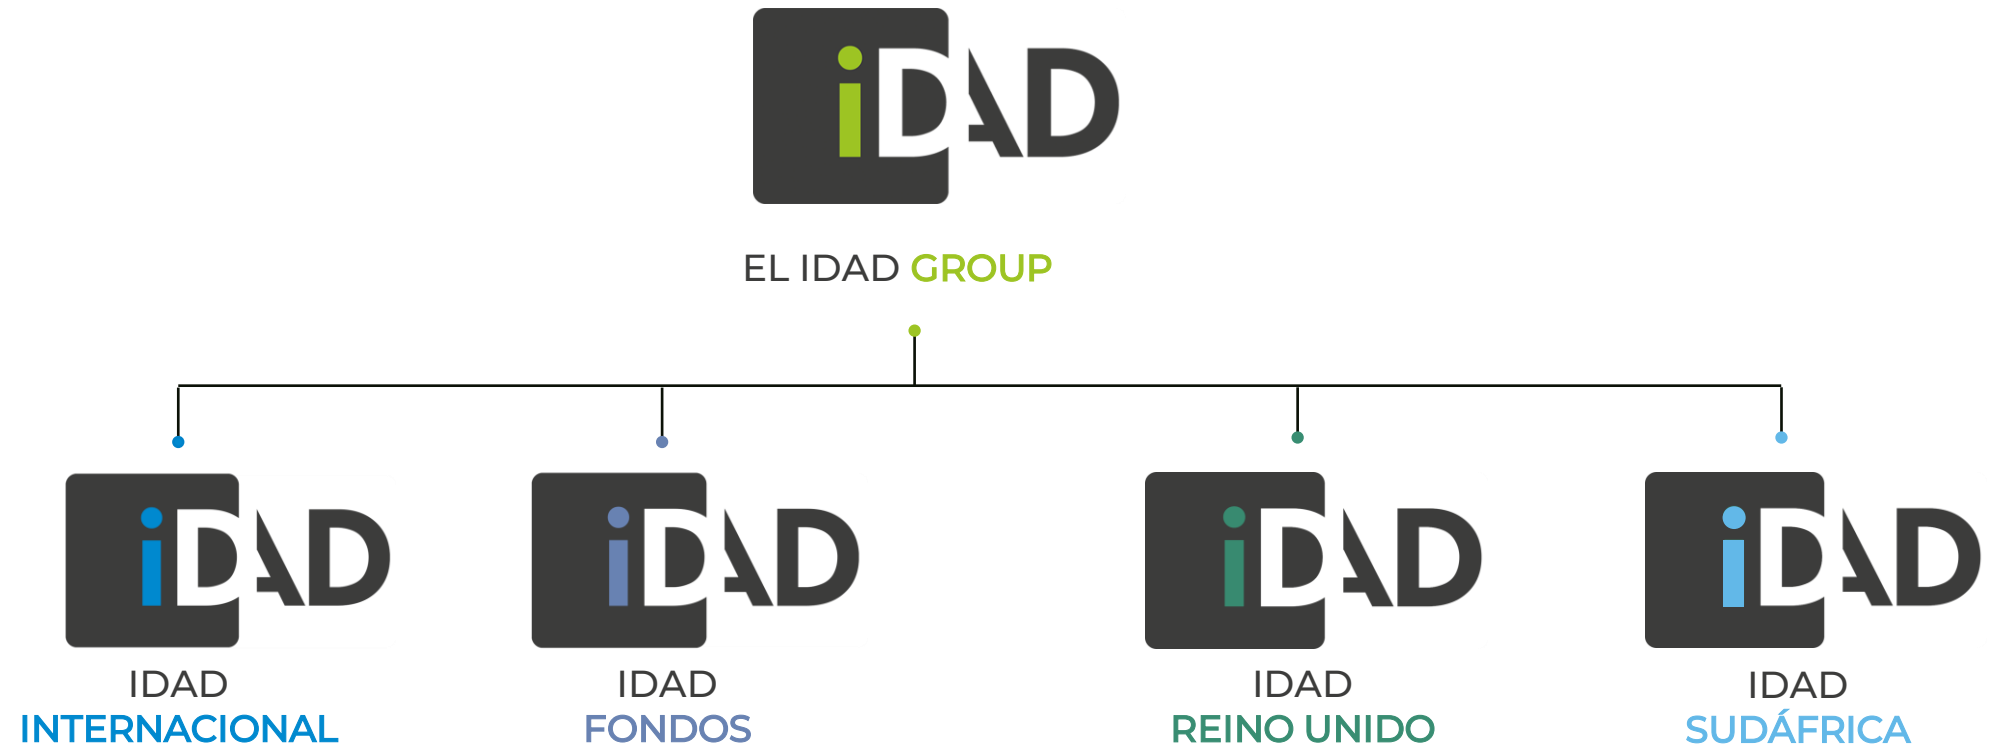 iDAD
EL IDAD GROUP
iDAD
iDAD
iDAD
iDAD
IDAD
INTERNACIONAL
IDAD
FONDOS
IDAD
REINO UNIDO
IDAD
SUDÁFRICA